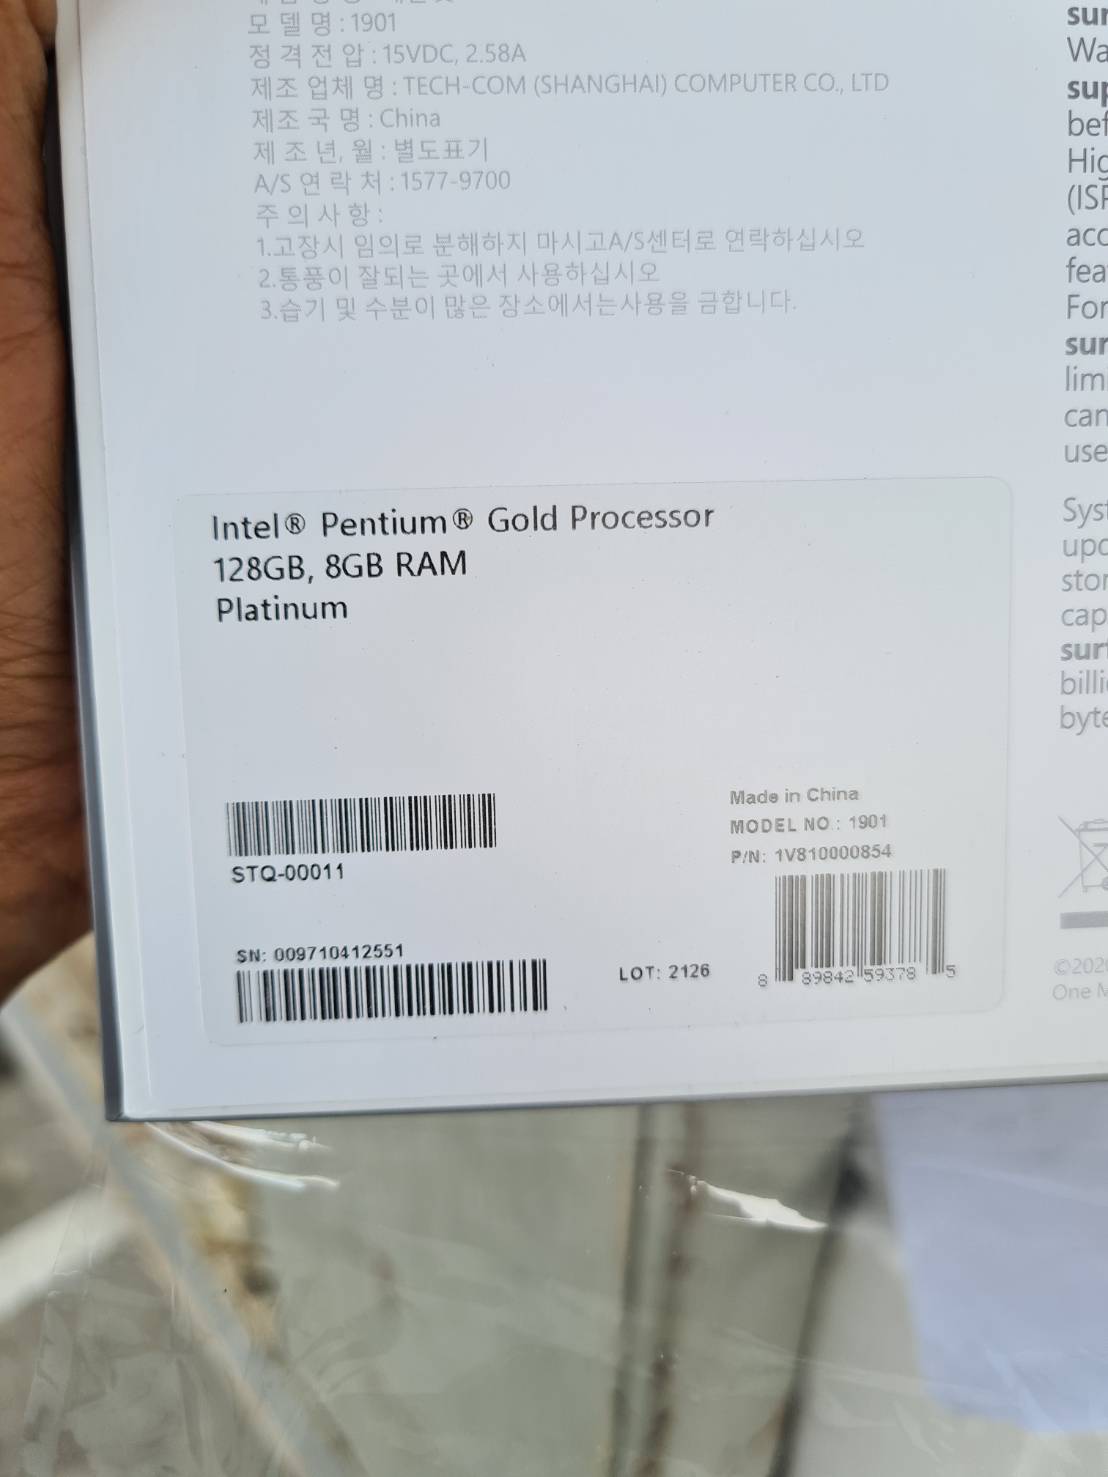 모 델 명 : 1901
정 격 전 압 : 15VDC, 2.58A
제조 업체 명 : TECH-COM (SHANGHAI) COMPUTER CO., LTD
제조 국 명 : China
제 조 년, 월 : 별도표기
A/S 연 락 처 : 1577-9700
주 의 사 항 :
1.고장시 임의로 분해하지 마시고A/S센터로 연락하십시오
2.통풍이 잘되는 곳에서 사용하십시오
3.습기 및 수분이 많은 장소에서는사용을 금합니다.
Intel® Pentium® Gold Processor
128GB, 8GB RAM
Platinum
STQ-00011
SN: 009710412551
LOT: 2126
Made in China
MODEL NO.: 1901
P/N: 1V810000854
8 89842 59378 5
For
can
use
©202
One M